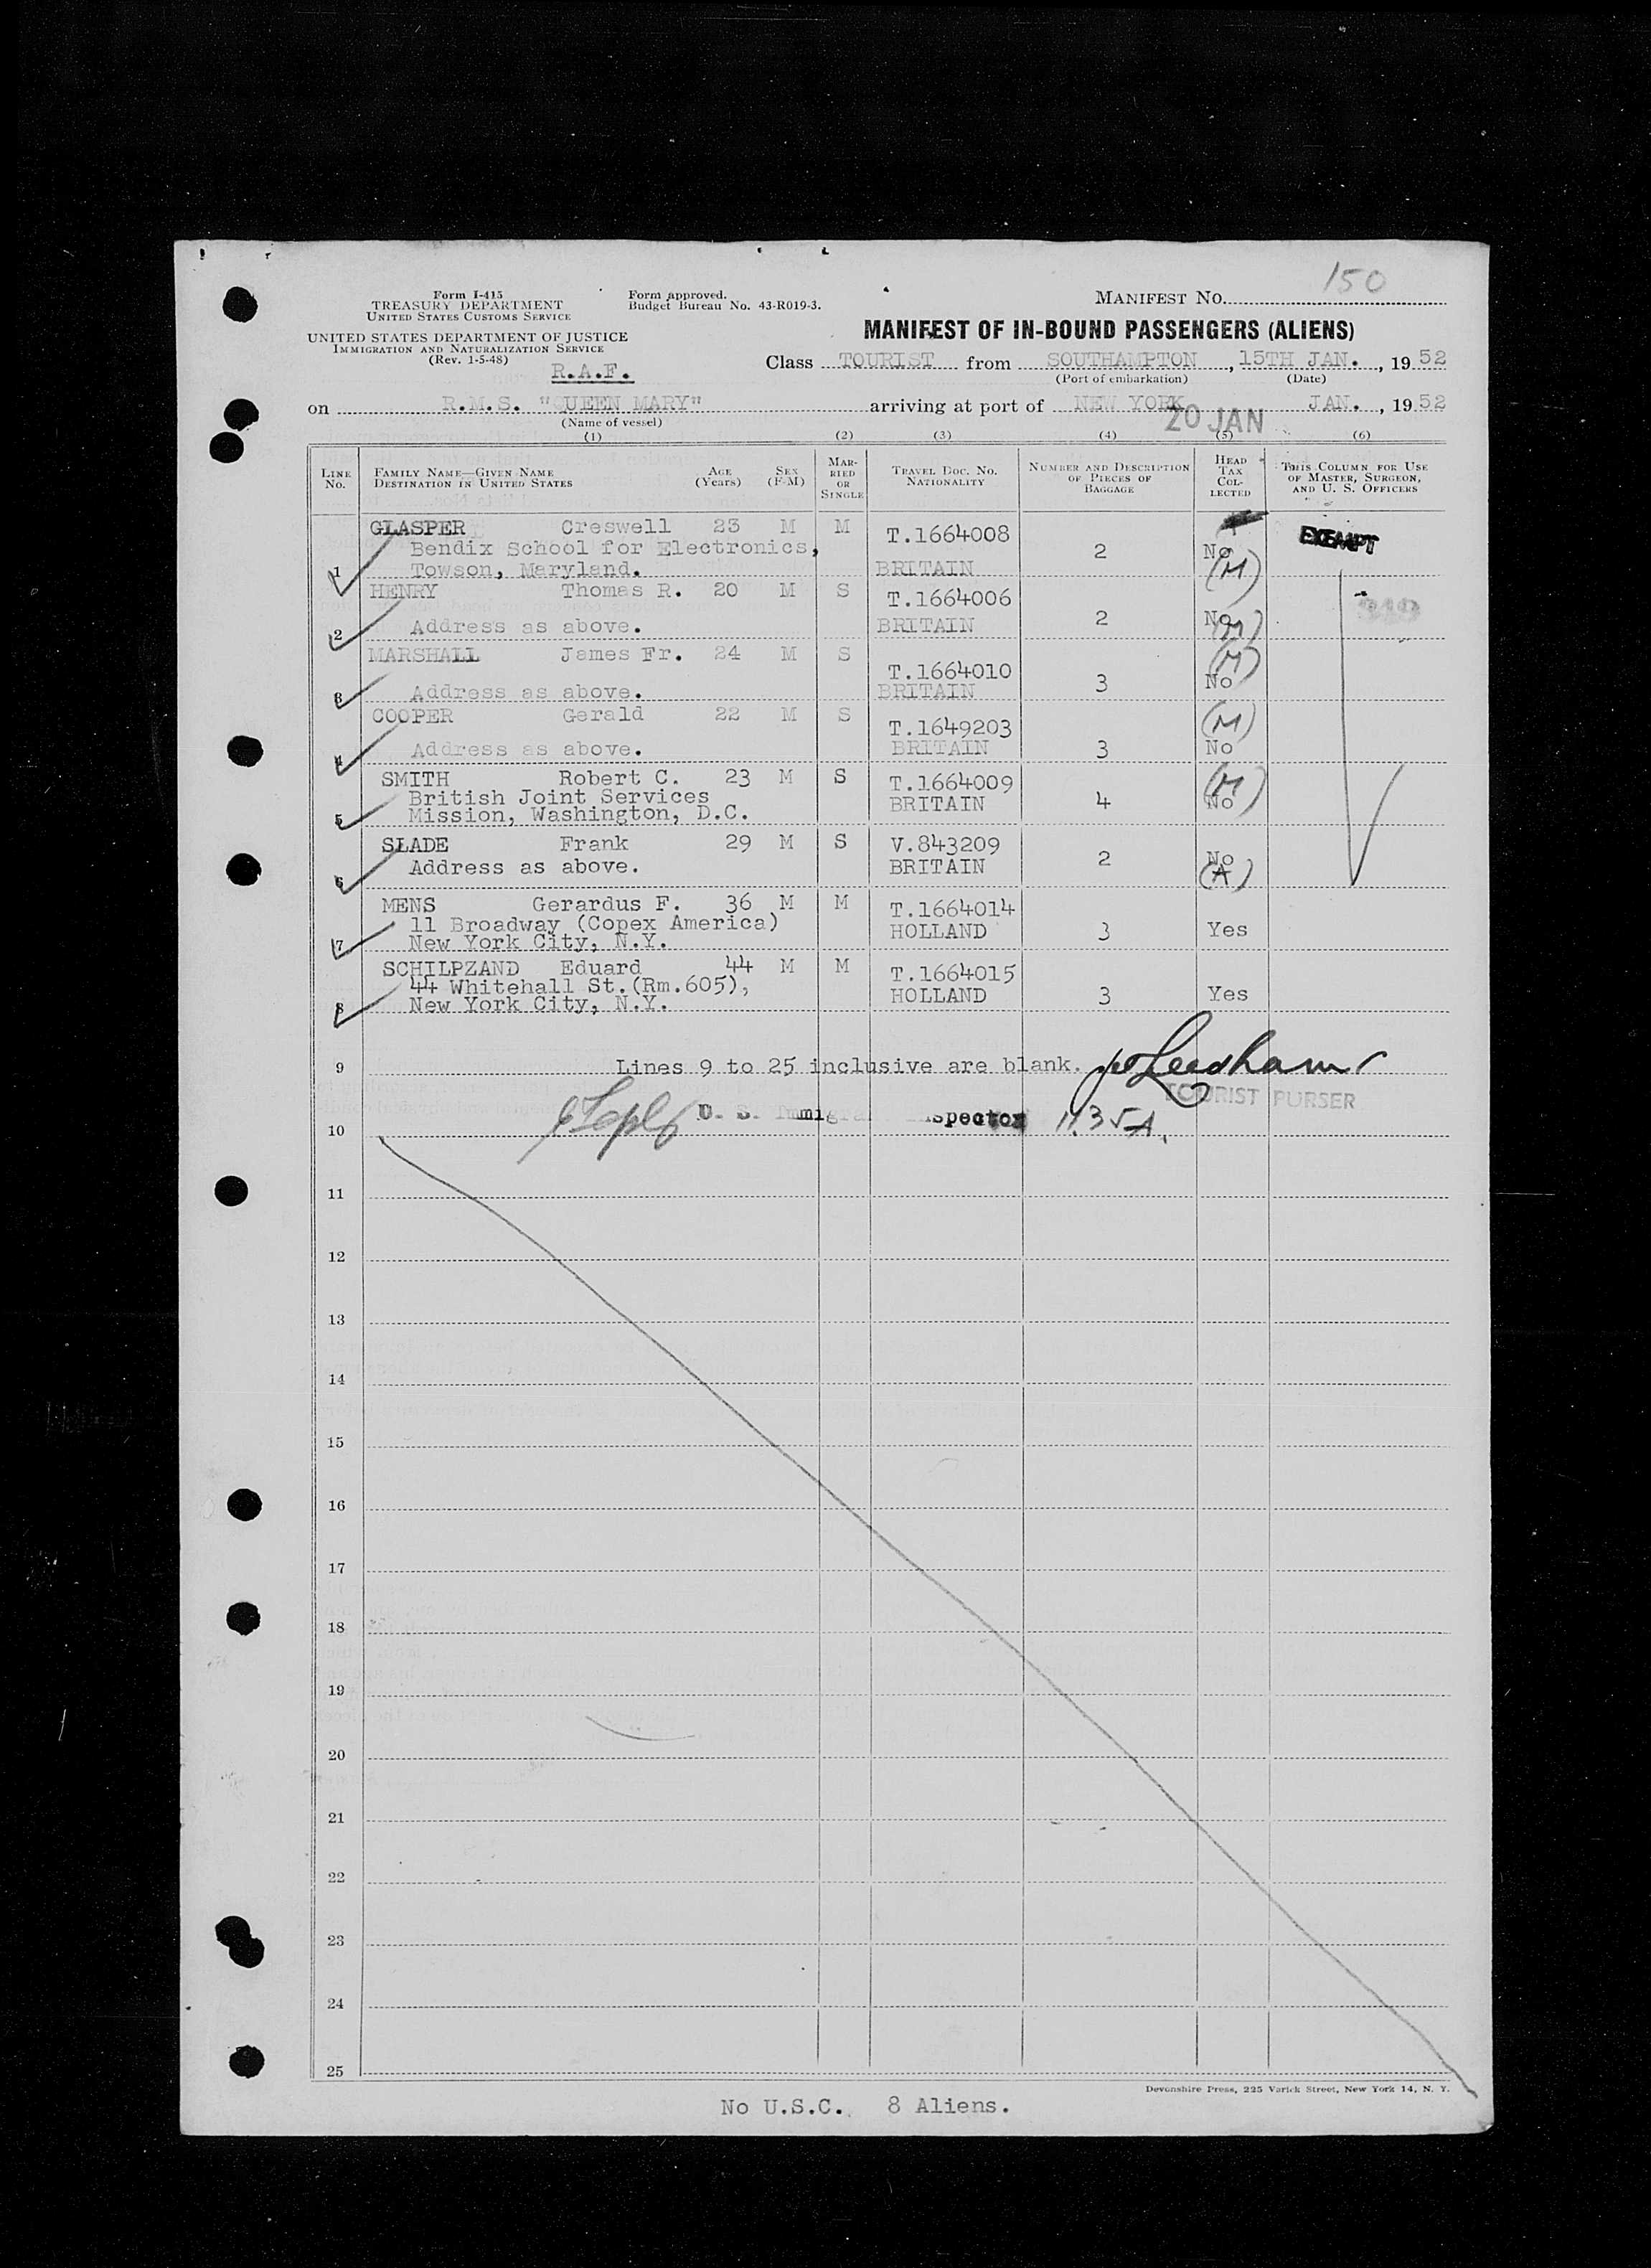 150
Form I-415
TREASURY DEPARTMENT
UNITED STATES CUSTOMS SERVICE
Form approved.
Budget Bureau No. 43-R019-3.
MANIFEST NO.
UNITED STATES DEPARTMENT OF JUSTICE
IMMIGRATION AND NATURALIZATION SERVICE
(Rev. 1-5-48)
R.A.F.
MANIFEST OF IN-BOUND PASSENGERS (ALIENS)
Class TOURIST from SOUTHAMPTON, 15TH JAN., 1952
(Port of embarkation) (Date)
on R.M.S. "QUEEN MARY" arriving at port of NEW YORK JAN., 1952
(Name of vessel)
20 JAN
(1) (2) (3) (4) (5) (6)
LINE NO. FAMILY NAME—GIVEN NAME DESTINATION IN UNITED STATES AGE (Years) SEX (F-M) MARRIED OR SINGLE TRAVEL DOC. NO. NATIONALITY NUMBER AND DESCRIPTION OF PIECES OF BAGGAGE HEAD TAX COLLECTED THIS COLUMN FOR USE OF MASTER, SURGEON, AND U. S. OFFICERS
GLASPER Creswell 23 M M T.1664008 EXEMPT
Bendix School for Electronics, 2 No
1 Towson, Maryland. BRITAIN (M)
HENRY Thomas R. 20 M S T.1664006
2 Address as above. BRITAIN 2 No (M)
MARSHALL James Fr. 24 M S T.1664010 (M)
3 Address as above. BRITAIN 3 No
COOPER Gerald 22 M S T.1649203 (M)
4 Address as above. BRITAIN 3 No
SMITH Robert C. 23 M S T.1664009 (M)
British Joint Services BRITAIN 4 No
5 Mission, Washington, D.C.
SLADE Frank 29 M S V.843209
6 Address as above. BRITAIN 2 No (A)
MENS Gerardus F. 36 M M T.1664014
11 Broadway (Copex America) HOLLAND 3 Yes
7 New York City, N.Y.
SCHILPZAND Eduard 44 M M T.1664015
44 Whitehall St.(Rm.605), HOLLAND 3 Yes
8 New York City, N.Y.
9 Lines 9 to 25 inclusive are blank. Leedham
TOURIST PURSER
10 U. S. Immigrant Inspector 11.35A.
11
12
13
14
15
16
17
18
19
20
21
22
23
24
25
Devonshire Press, 225 Varick Street, New York 14, N. Y.
No U.S.C. 8 Aliens.